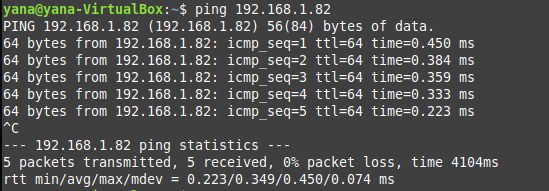 yana@yana-VirtualBox:~$ ping 192.168.1.82
PING 192.168.1.82 (192.168.1.82) 56(84) bytes of data.
64 bytes from 192.168.1.82: icmp_seq=1 ttl=64 time=0.450 ms
64 bytes from 192.168.1.82: icmp_seq=2 ttl=64 time=0.384 ms
64 bytes from 192.168.1.82: icmp_seq=3 ttl=64 time=0.359 ms
64 bytes from 192.168.1.82: icmp_seq=4 ttl=64 time=0.333 ms
64 bytes from 192.168.1.82: icmp_seq=5 ttl=64 time=0.223 ms
^C
--- 192.168.1.82 ping statistics ---
5 packets transmitted, 5 received, 0% packet loss, time 4104ms
rtt min/avg/max/mdev = 0.223/0.349/0.450/0.074 ms